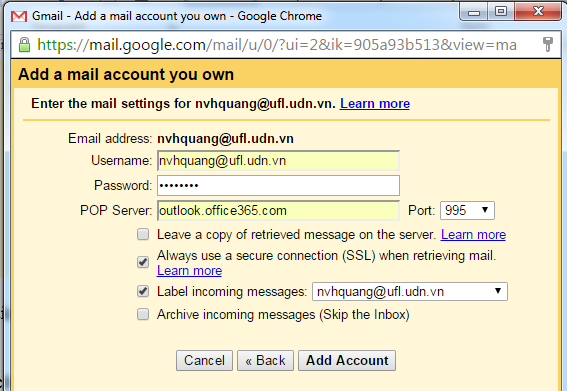 Gmail - Add a mail account you own - Google Chrome
https://mail.google.com/mail/u/0/?ui=2&ik=905a93b513&view=ma
Add a mail account you own
Enter the mail settings for nvhquang@ufl.udn.vn. Learn more
Email address: nvhquang@ufl.udn.vn
Username: nvhquang@ufl.udn.vn
Password: ••••••••
POP Server: outlook.office365.com Port: 995
Leave a copy of retrieved message on the server. Learn more
Always use a secure connection (SSL) when retrieving mail.
Learn more
Label incoming messages: nvhquang@ufl.udn.vn
Archive incoming messages (Skip the Inbox)
Cancel « Back Add Account